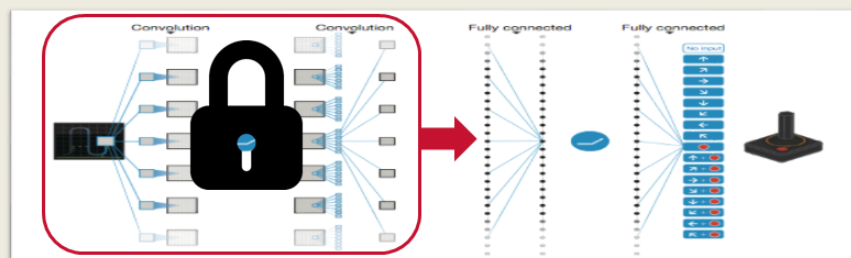 Convolution
Convolution
Fully connected
Fully connected
No input